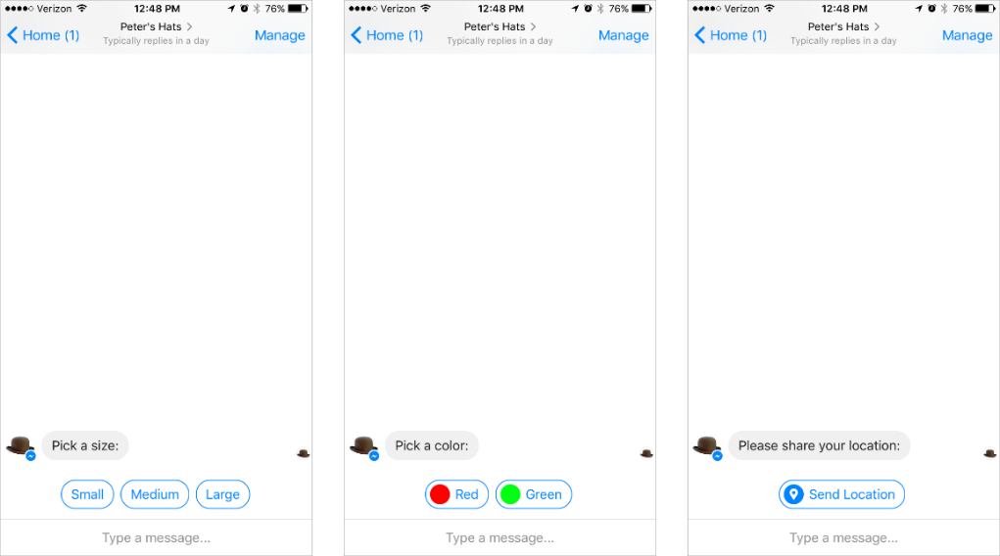 Verizon 12:48 PM 76%
Home (1) Peter's Hats Manage
Typically replies in a day
Pick a size:
Small Medium Large
Type a message...
Verizon 12:48 PM 76%
Home (1) Peter's Hats Manage
Typically replies in a day
Pick a color:
Red Green
Type a message...
Verizon 12:48 PM 76%
Home (1) Peter's Hats Manage
Typically replies in a day
Please share your location:
Send Location
Type a message...